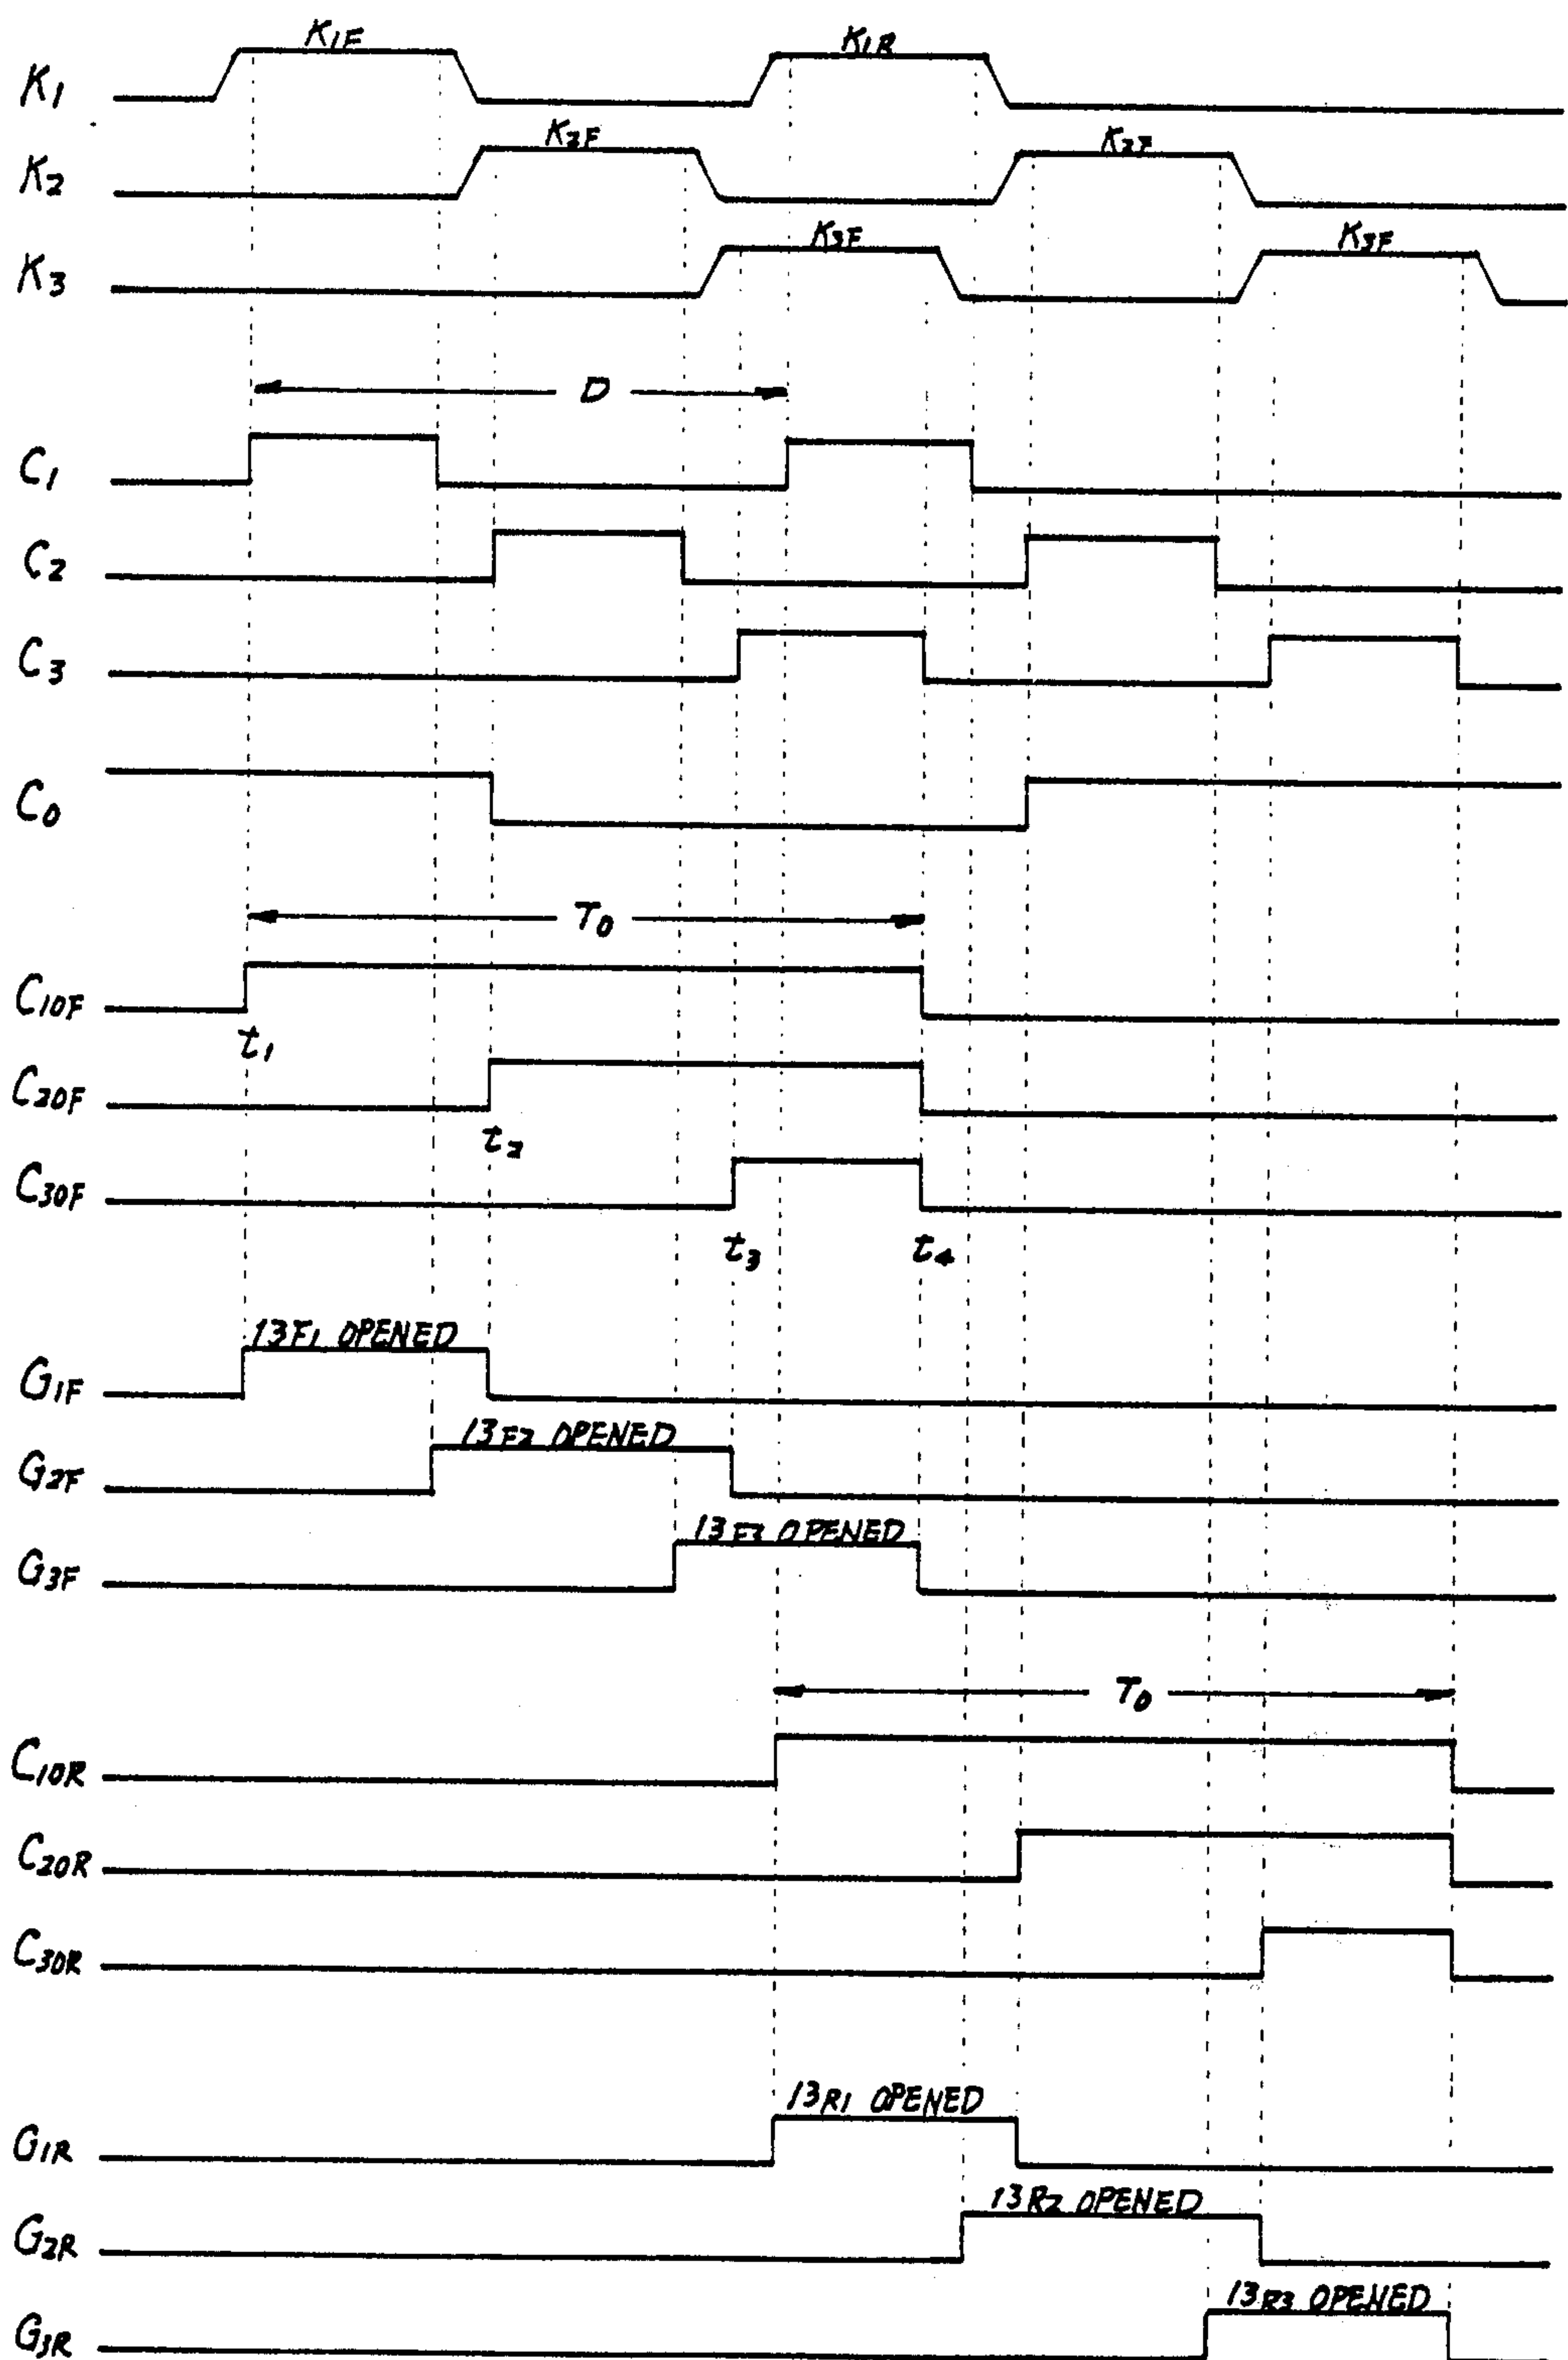 K1F K1R
K1
K2F K2F
K2
K3F K3F
K3
D
C1
C2
C3
C0
T0
C10F
t1
C20F
t2
C30F
t3 t4
13F1 OPENED
G1F
13F2 OPENED
G2F
13F3 OPENED
G3F
T0
C10R
C20R
C30R
13R1 OPENED
G1R
13R2 OPENED
G2R
13R3 OPENED
G3R